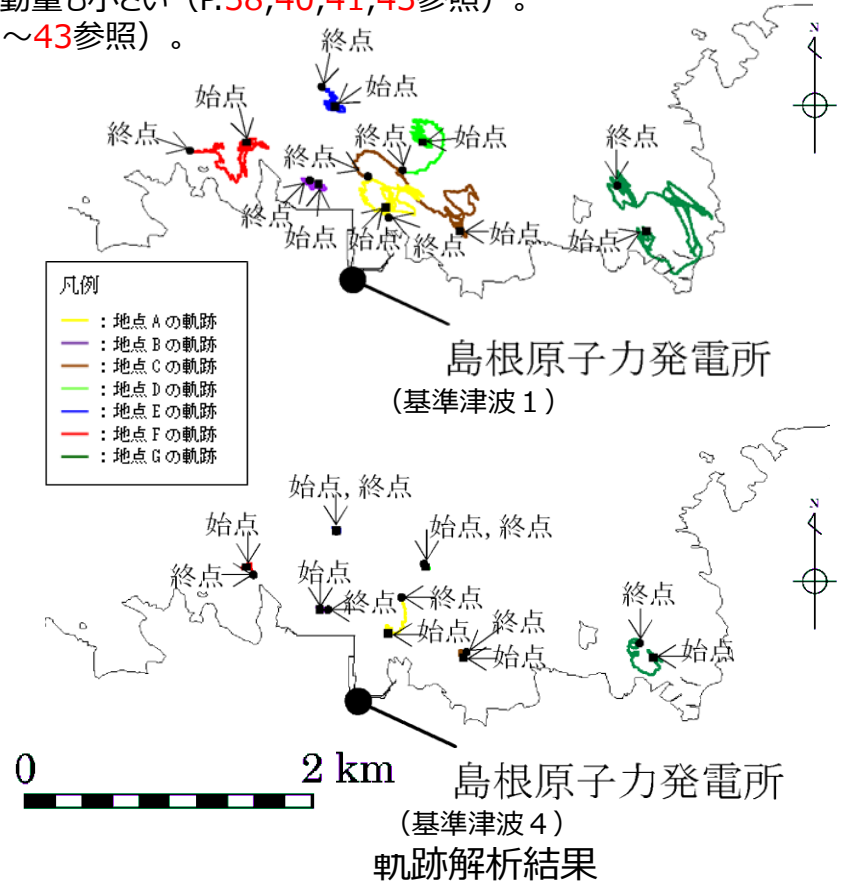 動量も小さい（P.38,40,41,43参照）。
～43参照）。
N
終点
始点
始点
終点
終点
始点
終点
終点
終点
始点
始点
終点
始点
始点
凡例
：地点Aの軌跡
：地点Bの軌跡
：地点Cの軌跡
：地点Dの軌跡
：地点Eの軌跡
：地点Fの軌跡
：地点Gの軌跡
島根原子力発電所
（基準津波１）
始点,終点
N
始点
始点,終点
終点
始点
終点
終点
終点
始点
終点
始点
始点
0 2 km
島根原子力発電所
（基準津波４）
軌跡解析結果